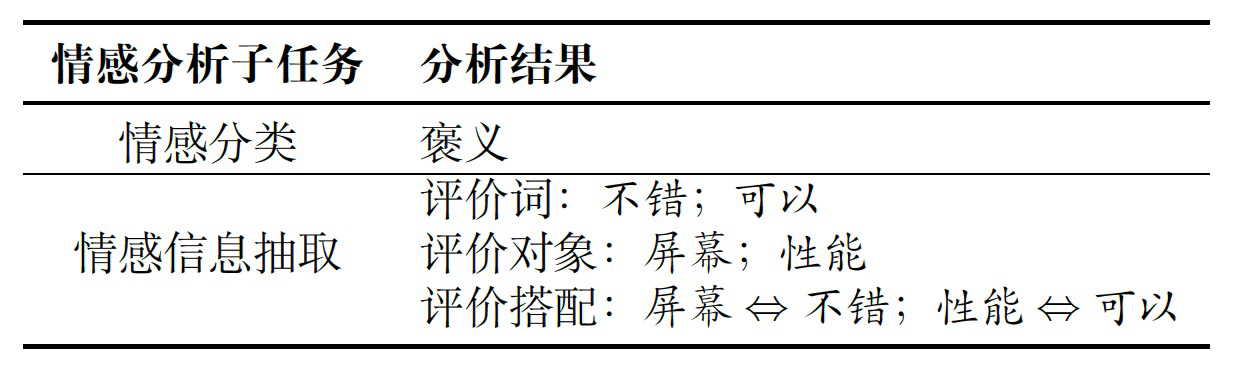 情感分析子任务 分析结果
情感分类 褒义
评价词：不错；可以
情感信息抽取 评价对象：屏幕；性能
评价搭配：屏幕 ⇔ 不错；性能 ⇔ 可以